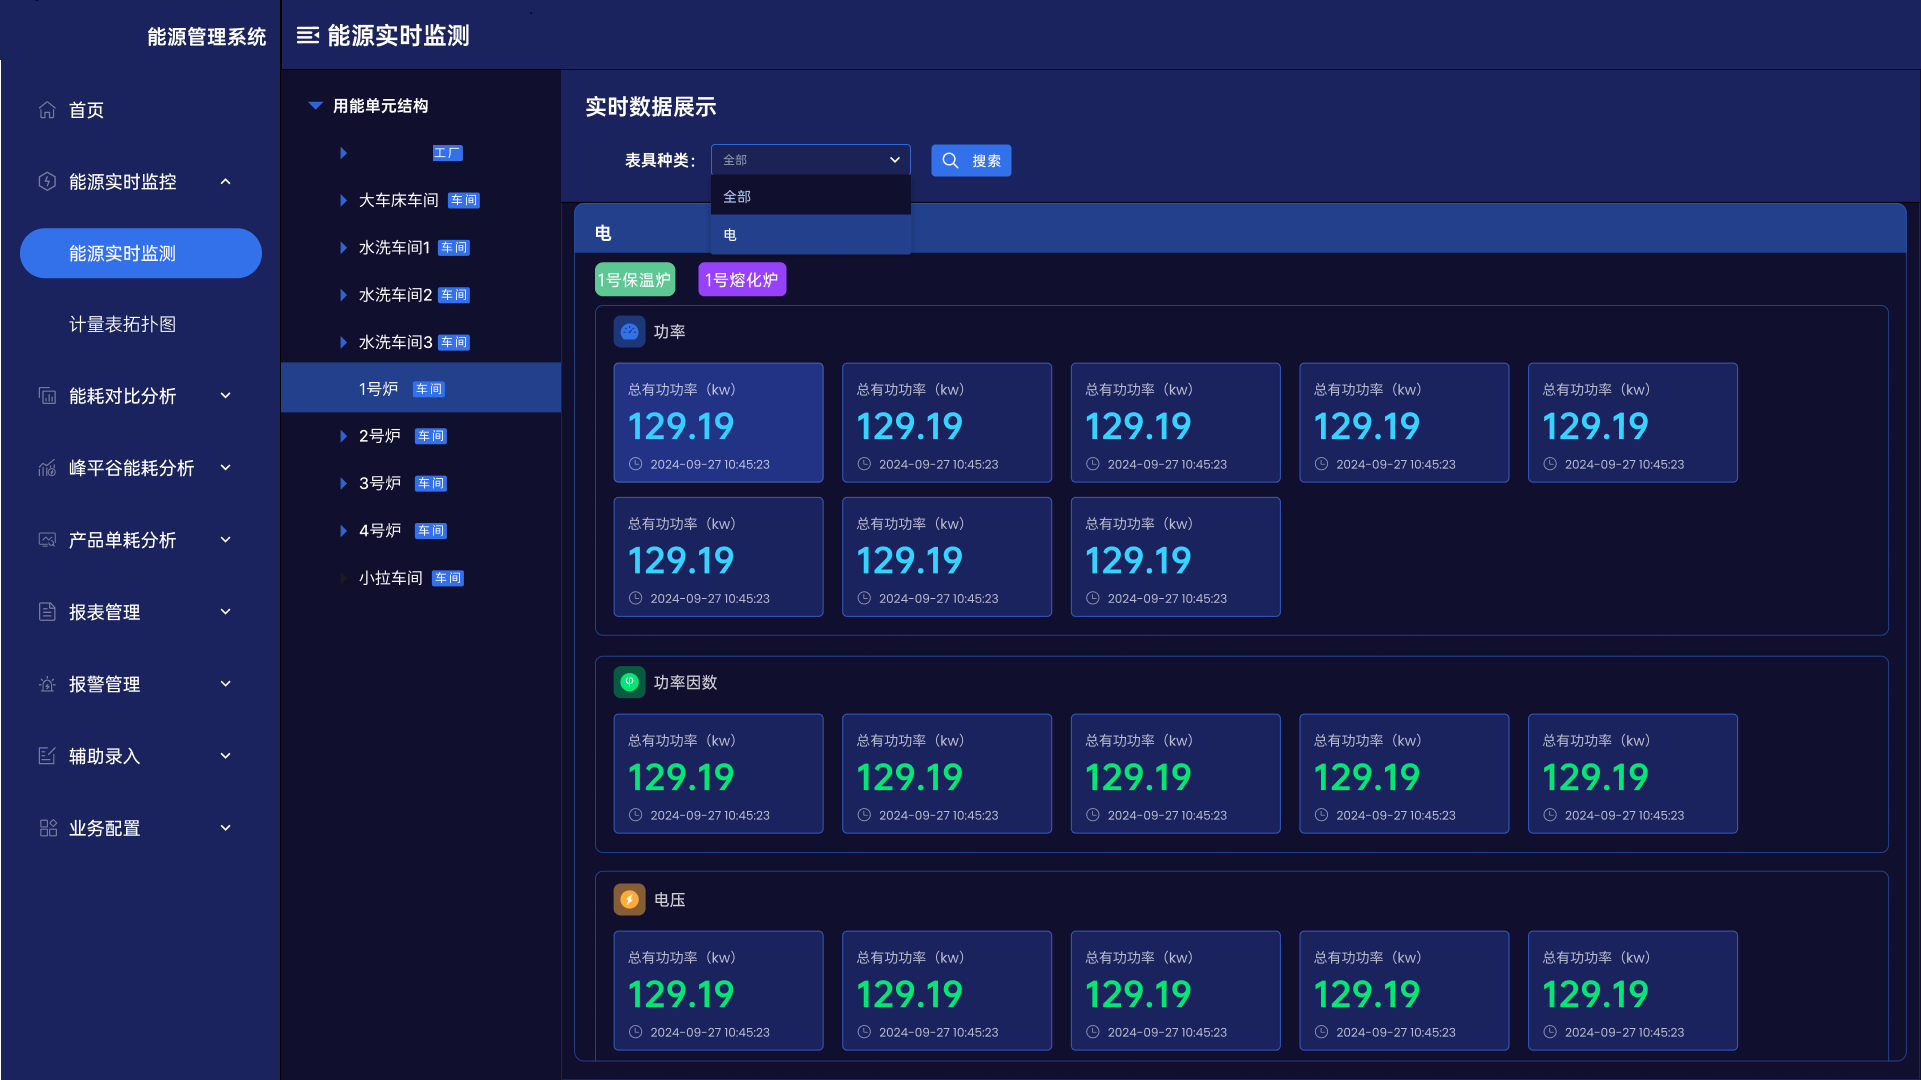 能源管理系统
首页
能源实时监控
能源实时监测
计量表拓扑图
能耗对比分析
峰平谷能耗分析
产品单耗分析
报表管理
报警管理
辅助录入
业务配置
能源实时监测
用能单元结构
工厂
大车床车间 车间
水洗车间1 车间
水洗车间2 车间
水洗车间3 车间
1号炉 车间
2号炉 车间
3号炉 车间
4号炉 车间
小拉车间 车间
实时数据展示
表具种类: 全部 搜索
全部
电
电
1号保温炉 1号熔化炉
功率
总有功功率（kw） 总有功功率（kw） 总有功功率（kw） 总有功功率（kw） 总有功功率（kw）
129.19 129.19 129.19 129.19 129.19
2024-09-27 10:45:23 2024-09-27 10:45:23 2024-09-27 10:45:23 2024-09-27 10:45:23 2024-09-27 10:45:23
总有功功率（kw） 总有功功率（kw） 总有功功率（kw）
129.19 129.19 129.19
2024-09-27 10:45:23 2024-09-27 10:45:23 2024-09-27 10:45:23
功率因数
总有功功率（kw） 总有功功率（kw） 总有功功率（kw） 总有功功率（kw） 总有功功率（kw）
129.19 129.19 129.19 129.19 129.19
2024-09-27 10:45:23 2024-09-27 10:45:23 2024-09-27 10:45:23 2024-09-27 10:45:23 2024-09-27 10:45:23
电压
总有功功率（kw） 总有功功率（kw） 总有功功率（kw） 总有功功率（kw） 总有功功率（kw）
129.19 129.19 129.19 129.19 129.19
2024-09-27 10:45:23 2024-09-27 10:45:23 2024-09-27 10:45:23 2024-09-27 10:45:23 2024-09-27 10:45:23